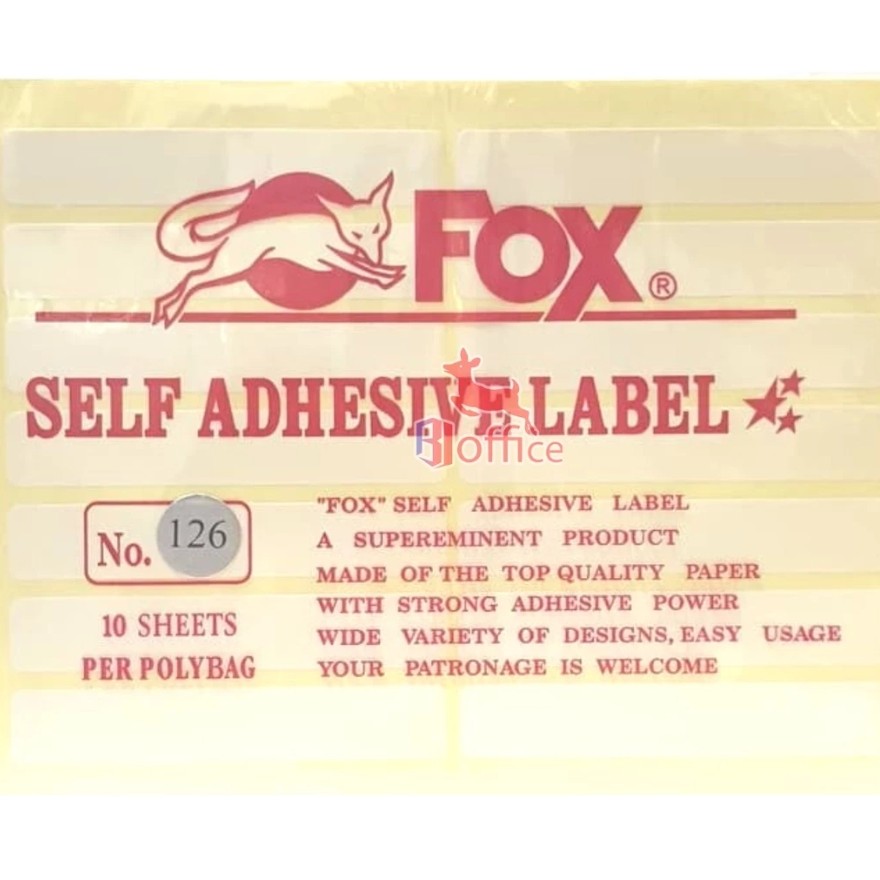 FOX®
SELF ADHESIVE LABEL
Bioffice
No. 126
10 SHEETS
PER POLYBAG
"FOX" SELF ADHESIVE LABEL
A SUPEREMINENT PRODUCT
MADE OF THE TOP QUALITY PAPER
WITH STRONG ADHESIVE POWER
WIDE VARIETY OF DESIGNS, EASY USAGE
YOUR PATRONAGE IS WELCOME